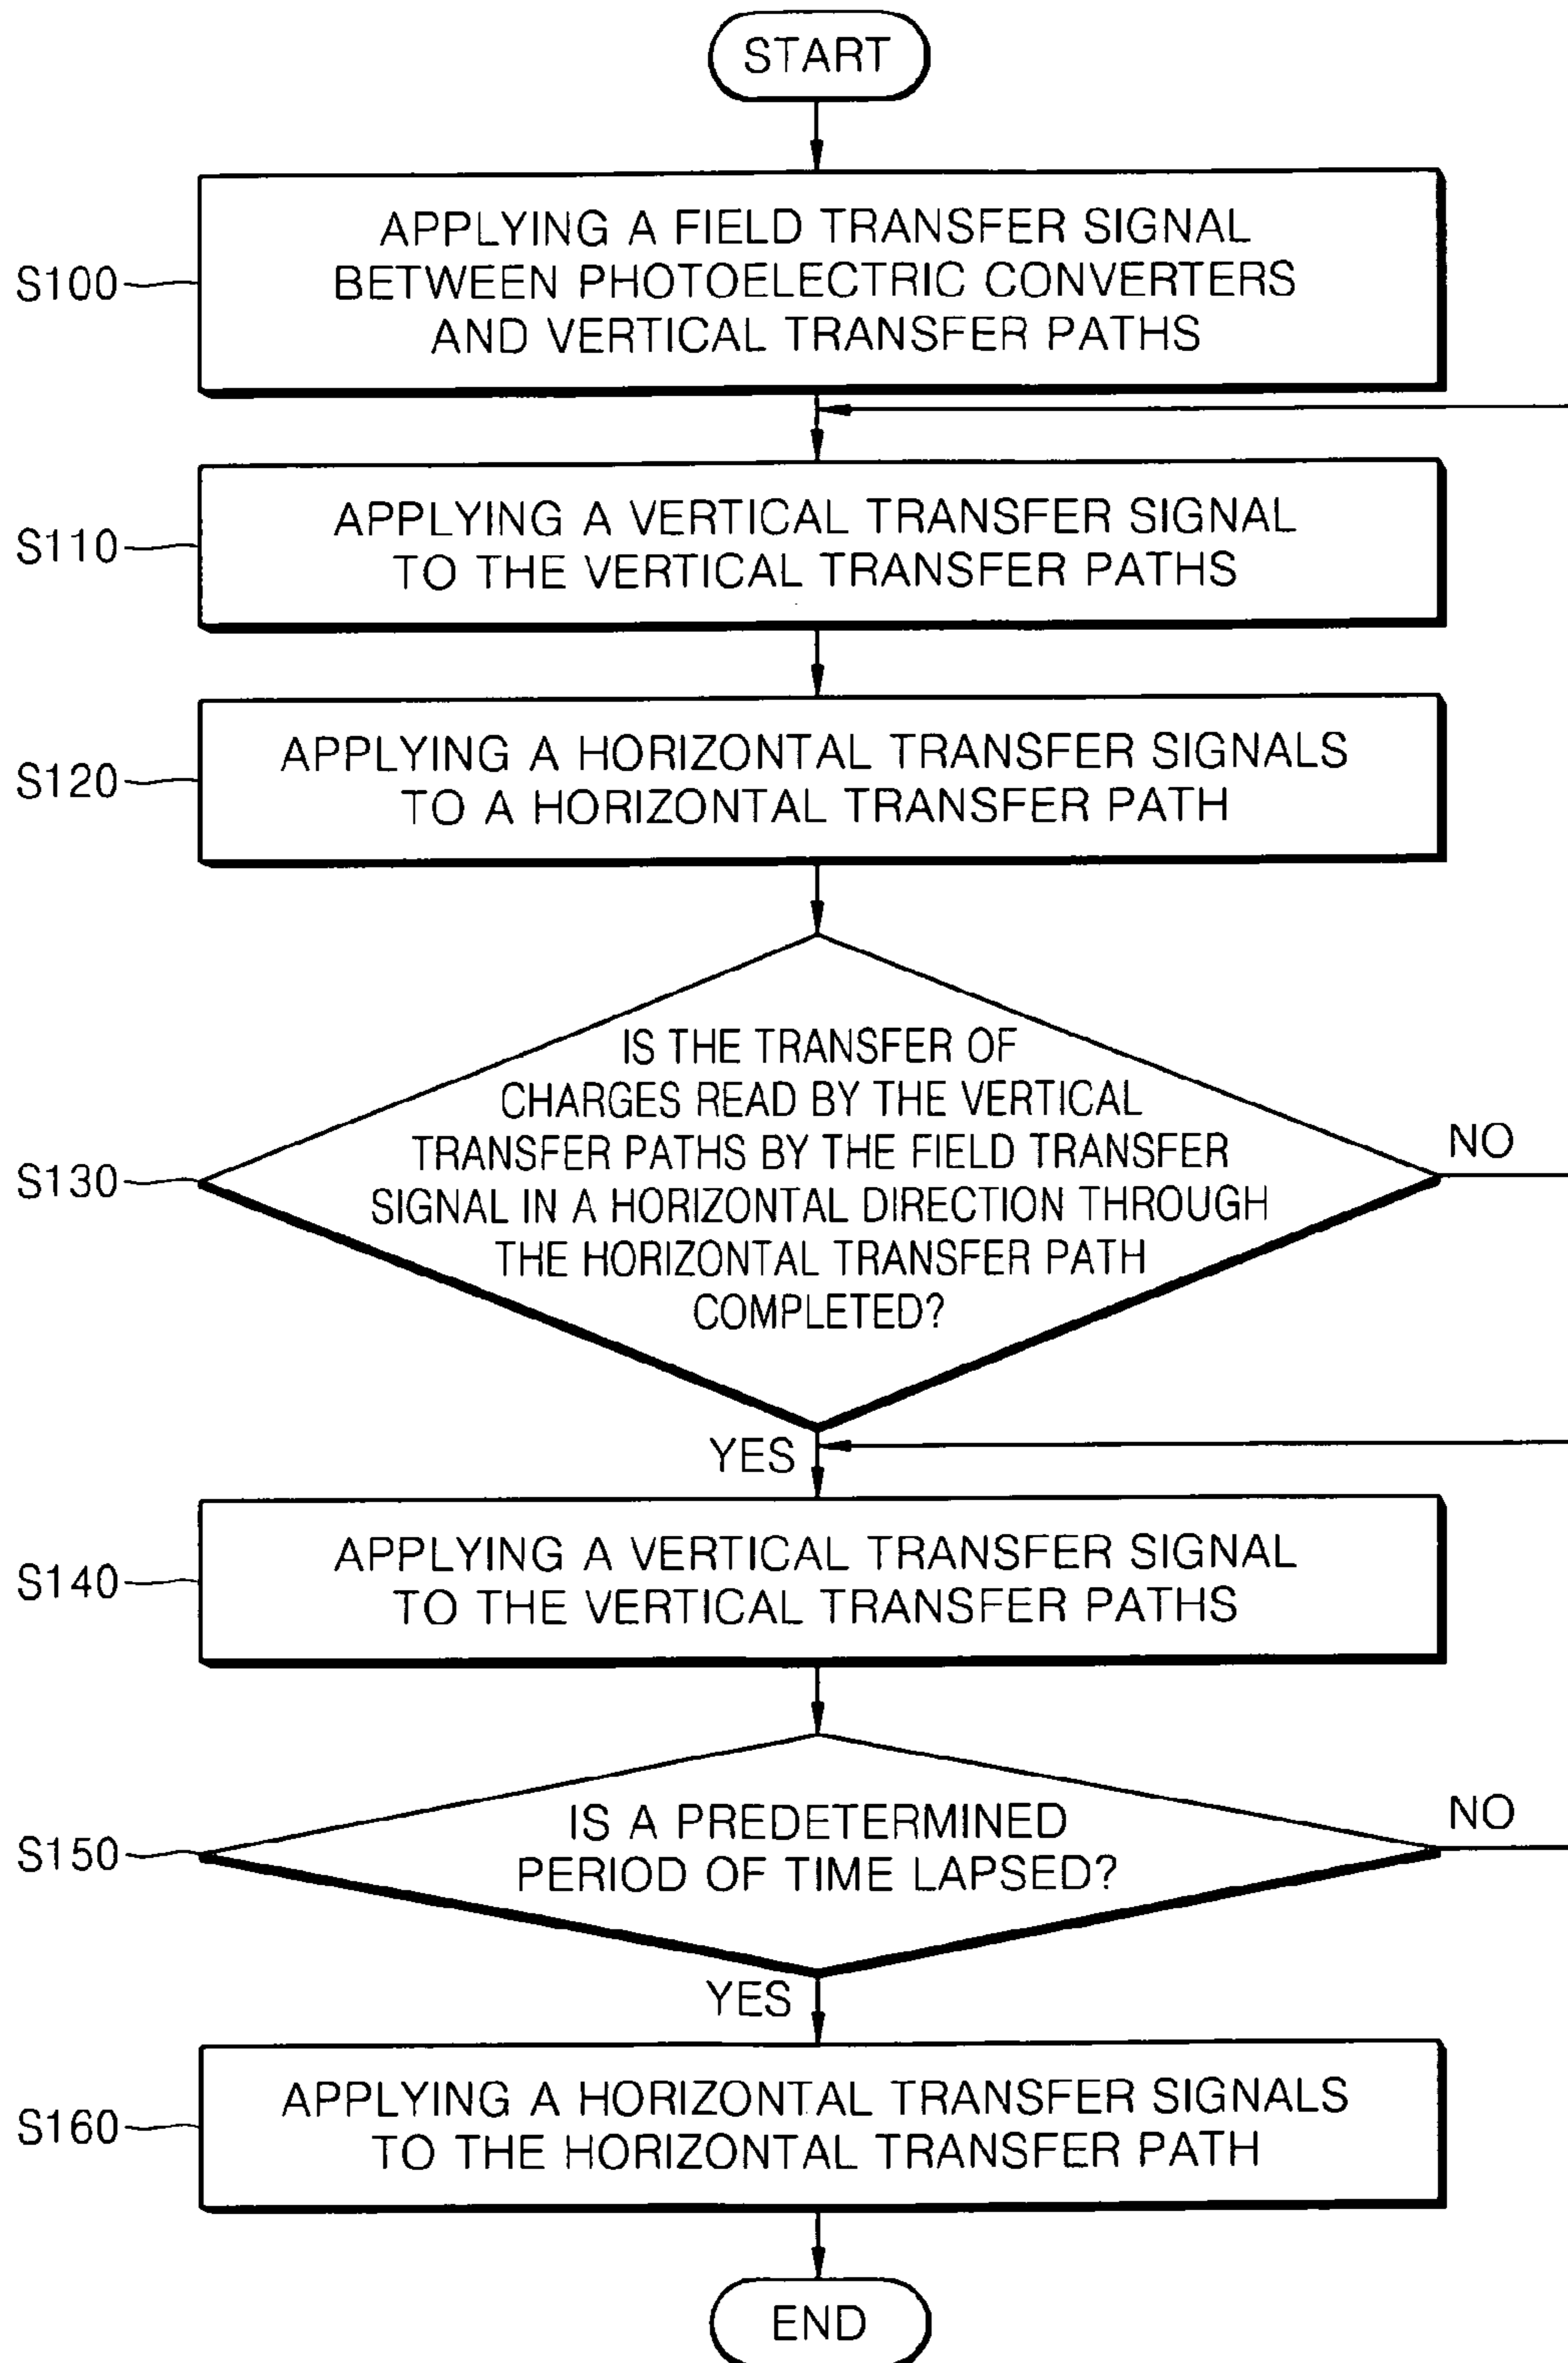 START
S100
APPLYING A FIELD TRANSFER SIGNAL
BETWEEN PHOTOELECTRIC CONVERTERS
AND VERTICAL TRANSFER PATHS
S110
APPLYING A VERTICAL TRANSFER SIGNAL
TO THE VERTICAL TRANSFER PATHS
S120
APPLYING A HORIZONTAL TRANSFER SIGNALS
TO A HORIZONTAL TRANSFER PATH
S130
IS THE TRANSFER OF
CHARGES READ BY THE VERTICAL
TRANSFER PATHS BY THE FIELD TRANSFER
SIGNAL IN A HORIZONTAL DIRECTION THROUGH
THE HORIZONTAL TRANSFER PATH
COMPLETED?
NO
YES
S140
APPLYING A VERTICAL TRANSFER SIGNAL
TO THE VERTICAL TRANSFER PATHS
S150
IS A PREDETERMINED
PERIOD OF TIME LAPSED?
NO
YES
S160
APPLYING A HORIZONTAL TRANSFER SIGNALS
TO THE HORIZONTAL TRANSFER PATH
END